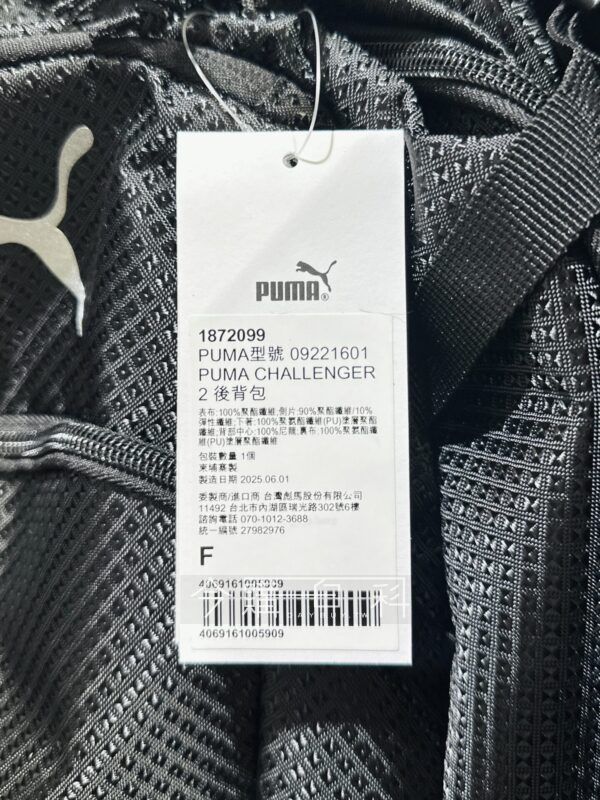 PUMA®
1872099
PUMA型號 09221601
PUMA CHALLENGER
2 後背包
表布:100%聚酯纖維;側片:90%聚酯纖維/10%
彈性纖維;下著:100%聚氨酯纖維(PU)塗層聚酯
纖維;背部中心:100%尼龍;裏布:100%聚氨酯纖
維(PU)塗層聚酯纖維
包裝數量 1個
柬埔寨製
製造日期 2025.06.01
委製商/進口商 台灣彪馬股份有限公司
11492 台北市內湖區瑞光路302號6樓
諮詢電話 070-1012-3688
統一編號 27982976
F
4069161005909
4069161005909